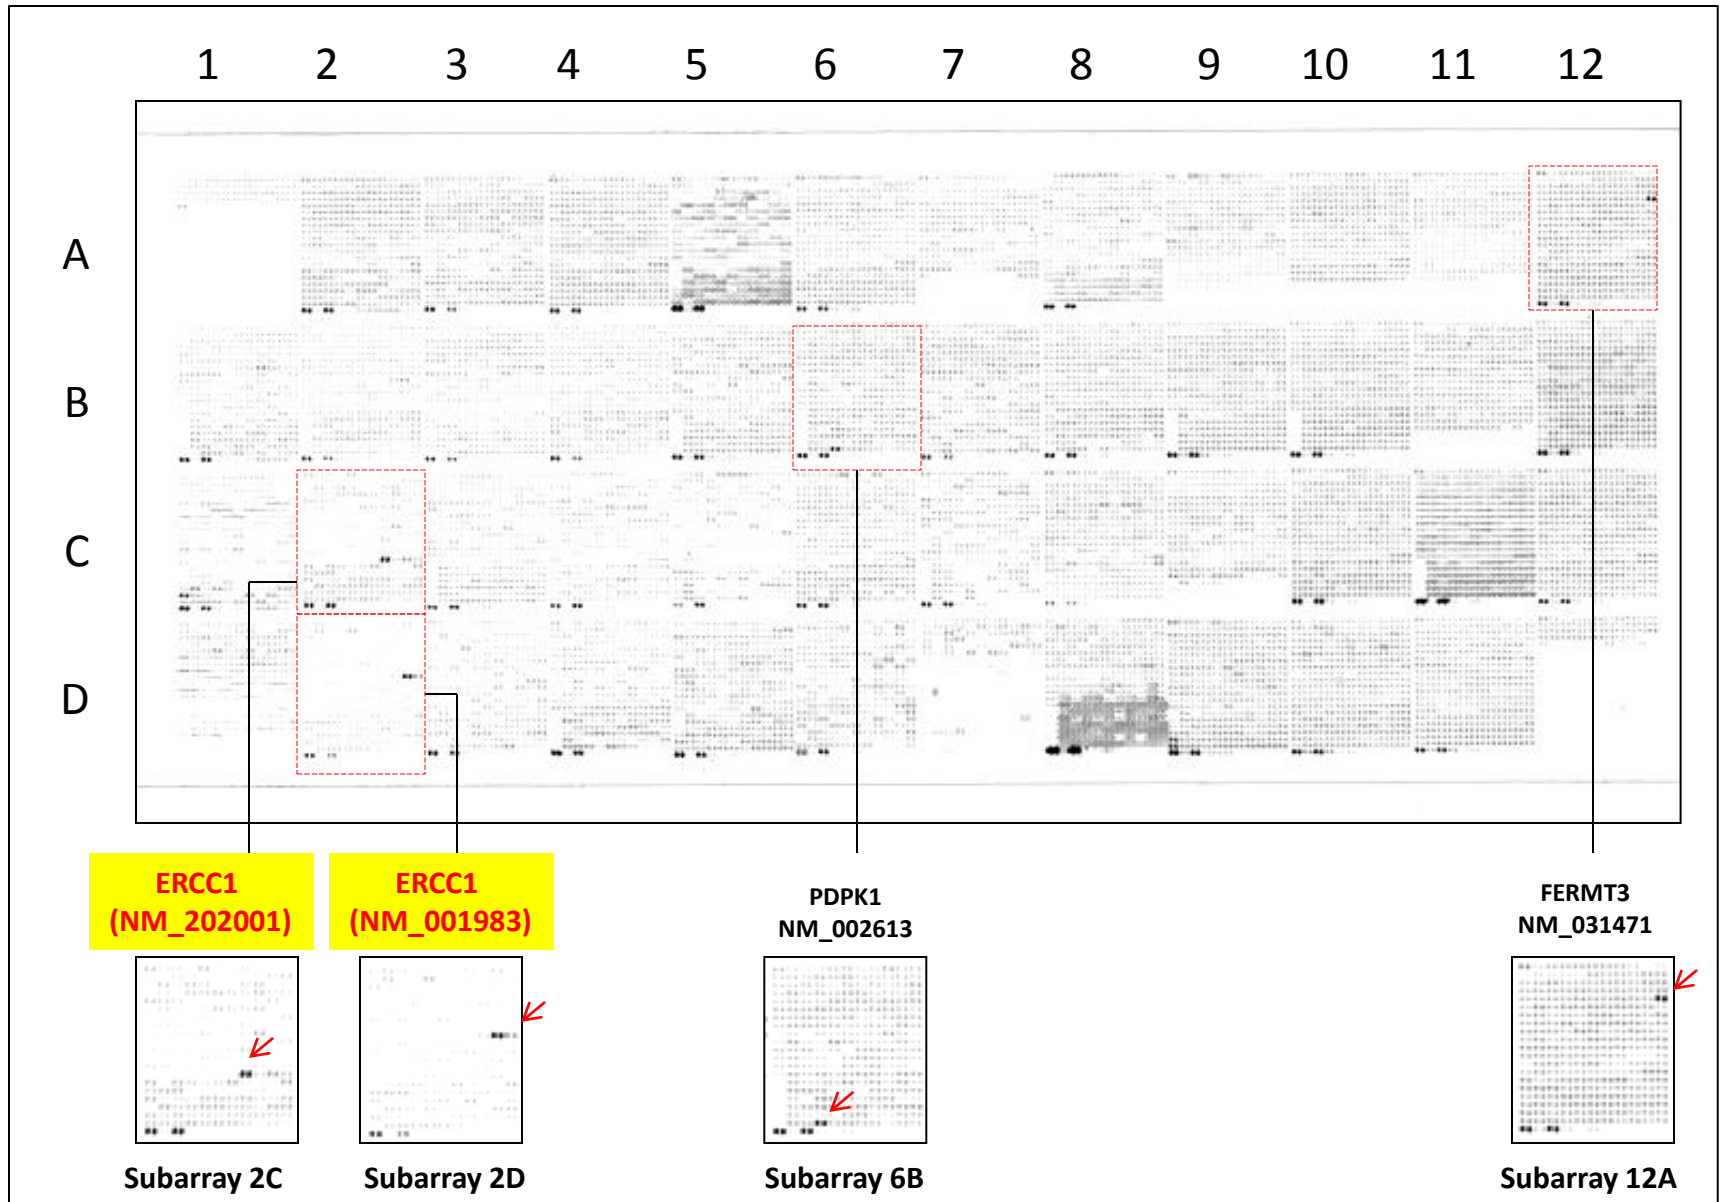 1 2 3 4 5 6 7 8 9 10 11 12
A
B
C
D
ERCC1
(NM_202001)
ERCC1
(NM_001983)
PDPK1
NM_002613
FERMT3
NM_031471
Subarray 2C
Subarray 2D
Subarray 6B
Subarray 12A